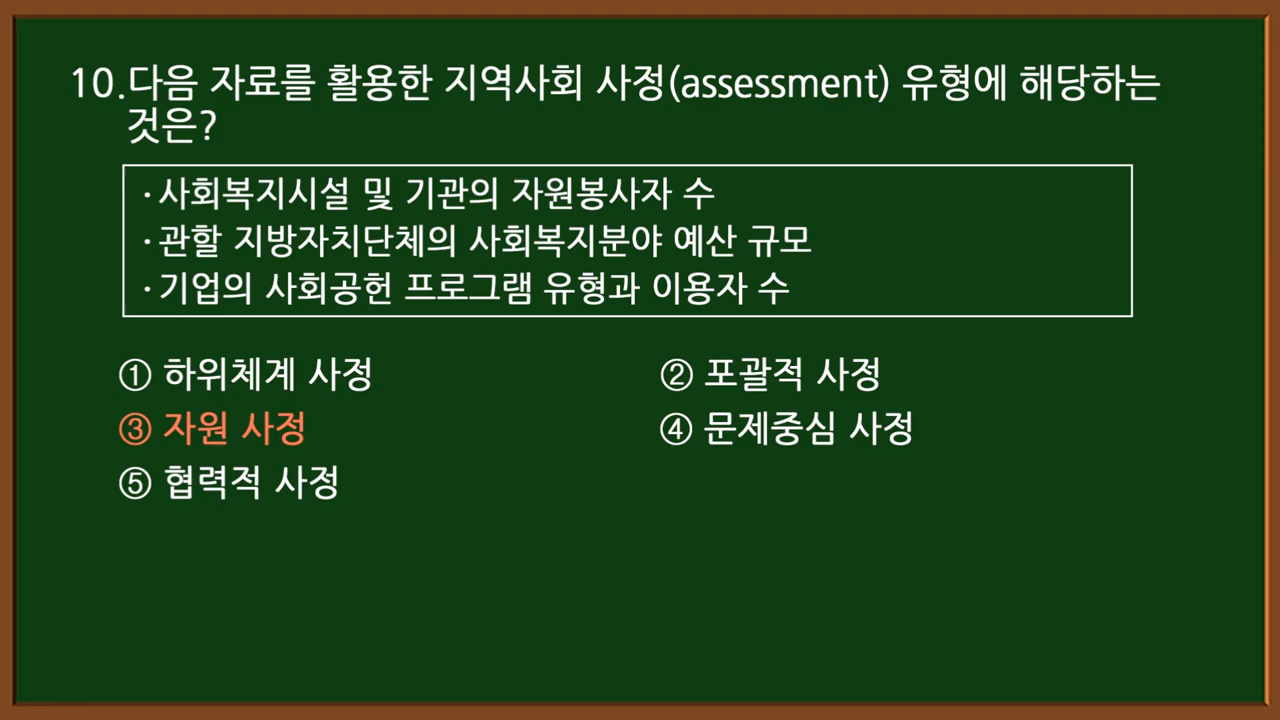 10.다음 자료를 활용한 지역사회 사정(assessment) 유형에 해당하는
것은?
·사회복지시설 및 기관의 자원봉사자 수
·관할 지방자치단체의 사회복지분야 예산 규모
·기업의 사회공헌 프로그램 유형과 이용자 수
① 하위체계 사정 ② 포괄적 사정
③ 자원 사정 ④ 문제중심 사정
⑤ 협력적 사정